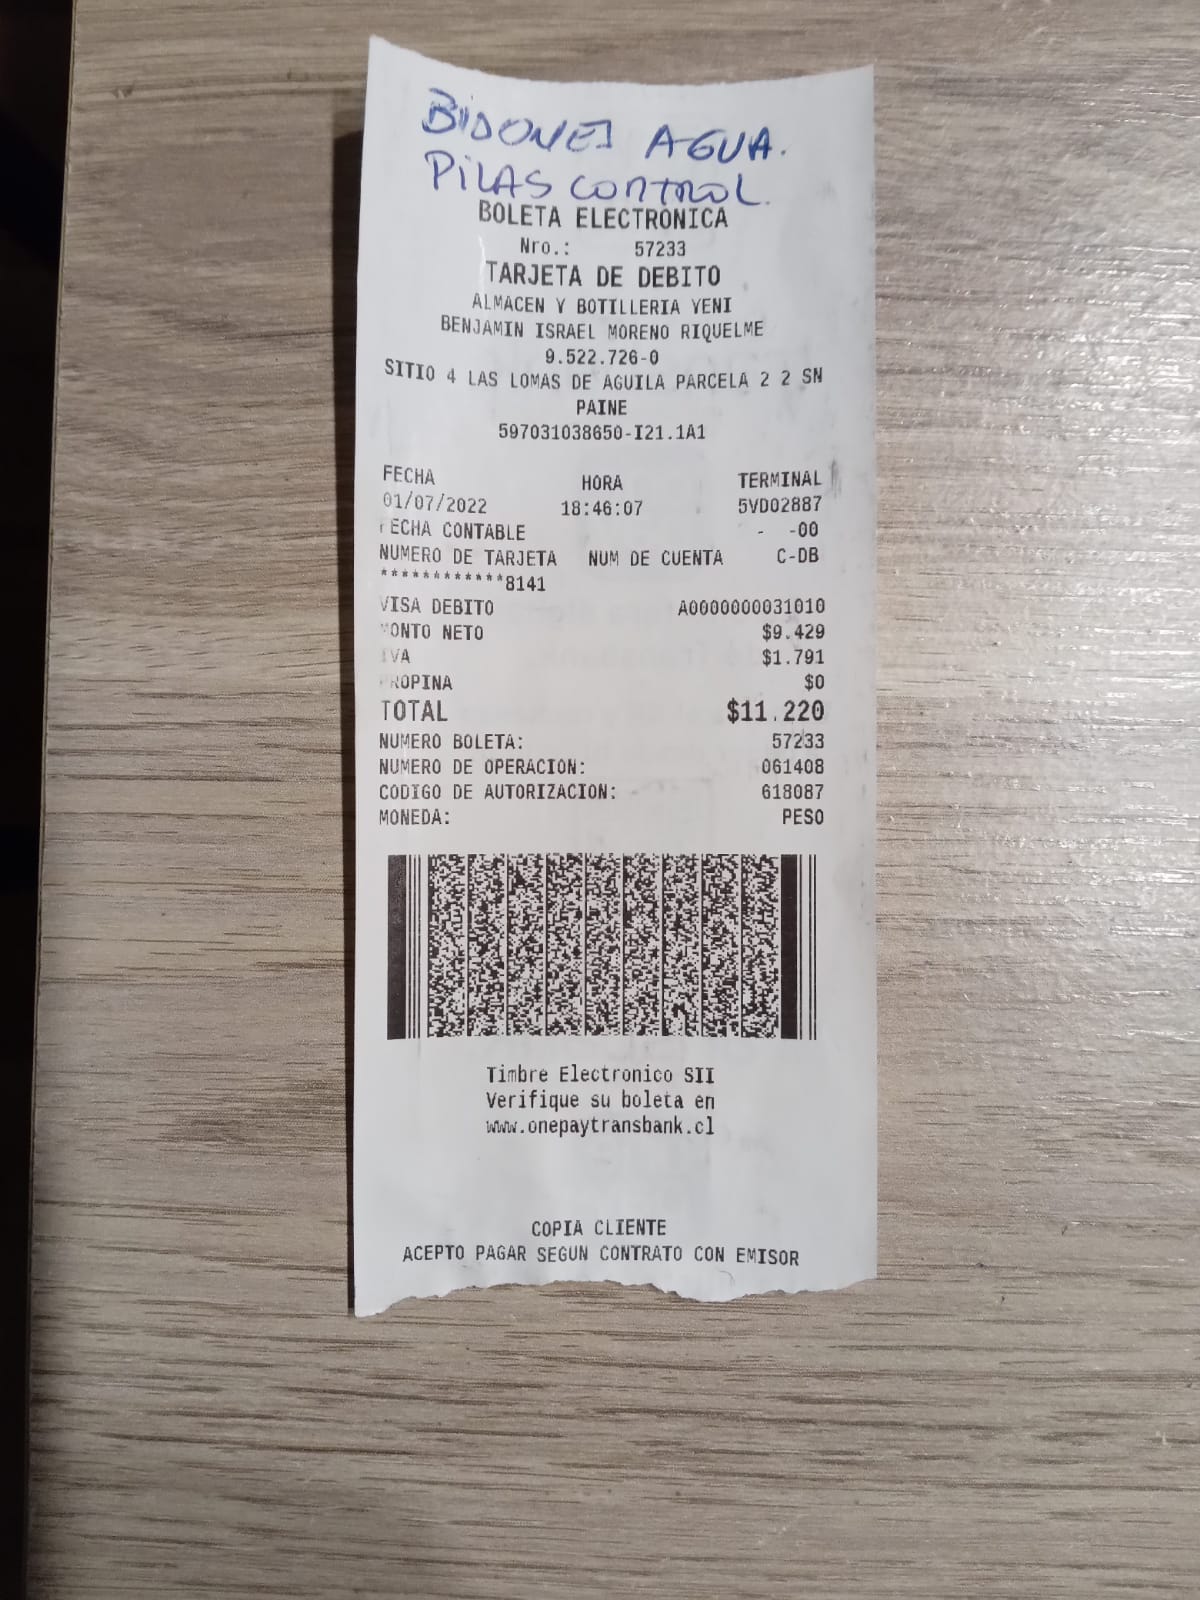 BIDONES AGUA.
PILAS CONTROL.
BOLETA ELECTRONICA
Nro.: 57233
TARJETA DE DEBITO
ALMACEN Y BOTILLERIA YENI
BENJAMIN ISRAEL MORENO RIQUELME
9.522.726-0
SITIO 4 LAS LOMAS DE AGUILA PARCELA 2 2 SN
PAINE
597031038650-I21.1A1
FECHA HORA TERMINAL
01/07/2022 18:46:07 5VD02887
FECHA CONTABLE - -00
NUMERO DE TARJETA NUM DE CUENTA C-DB
************8141
VISA DEBITO A0000000031010
MONTO NETO $9.429
IVA $1.791
PROPINA $0
TOTAL $11.220
NUMERO BOLETA: 57233
NUMERO DE OPERACION: 061408
CODIGO DE AUTORIZACION: 618087
MONEDA: PESO
Timbre Electronico SII
Verifique su boleta en
www.onepaytransbank.cl
COPIA CLIENTE
ACEPTO PAGAR SEGUN CONTRATO CON EMISOR